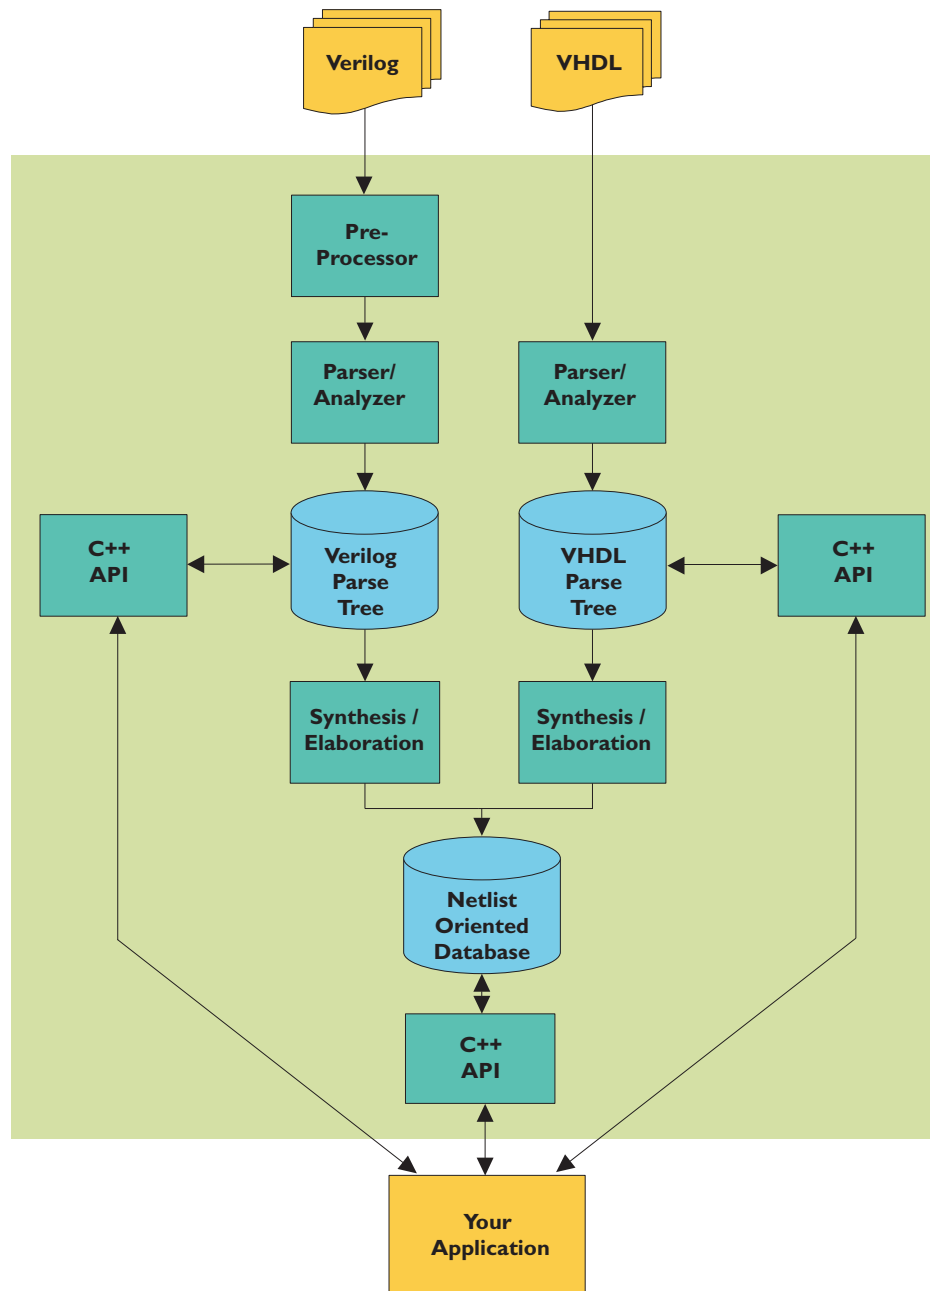 Verilog
VHDL
Pre-
Processor
Parser/
Analyzer
Parser/
Analyzer
C++
API
Verilog
Parse
Tree
VHDL
Parse
Tree
C++
API
Synthesis /
Elaboration
Synthesis /
Elaboration
Netlist
Oriented
Database
C++
API
Your
Application